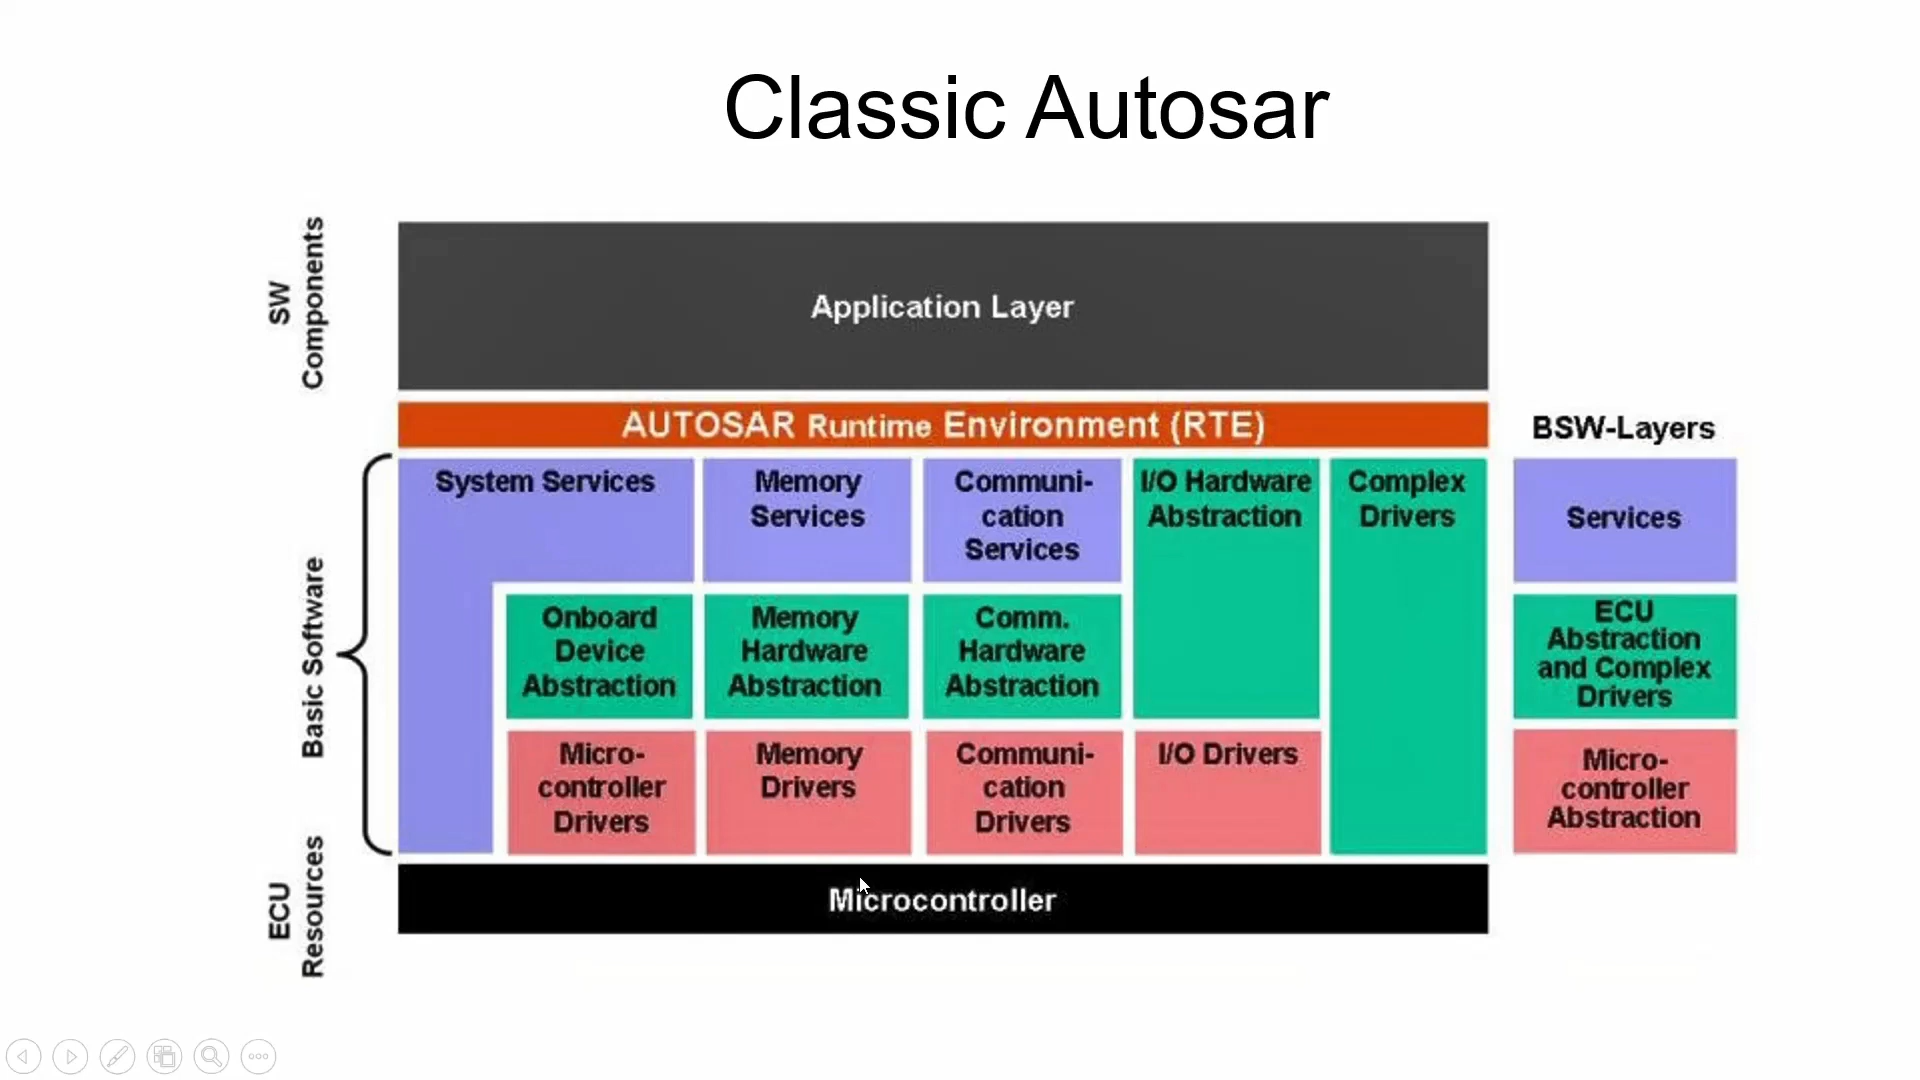 Classic Autosar
SW
Components
Application Layer
AUTOSAR Runtime Environment (RTE)
BSW-Layers
Basic Software
System Services
Memory
Services
Communi-
cation
Services
I/O Hardware
Abstraction
Complex
Drivers
Services
Onboard
Device
Abstraction
Memory
Hardware
Abstraction
Comm.
Hardware
Abstraction
ECU
Abstraction
and Complex
Drivers
Micro-
controller
Drivers
Memory
Drivers
Communi-
cation
Drivers
I/O Drivers
Micro-
controller
Abstraction
ECU
Resources
Microcontroller